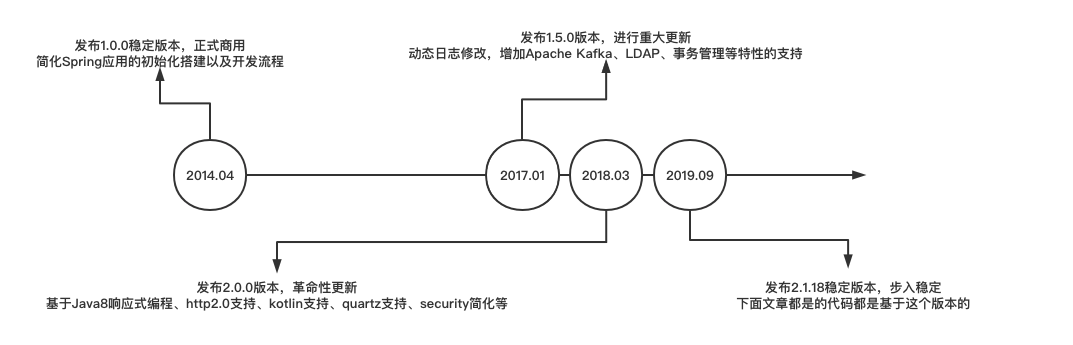 发布1.0.0稳定版本，正式商用
简化Spring应用的初始化搭建以及开发流程
发布1.5.0版本，进行重大更新
动态日志修改，增加Apache Kafka、LDAP、事务管理等特性的支持
2014.04
2017.01
2018.03
2019.09
发布2.0.0版本，革命性更新
基于Java8响应式编程、http2.0支持、kotlin支持、quartz支持、security简化等
发布2.1.18稳定版本，步入稳定
下面文章都是的代码都是基于这个版本的